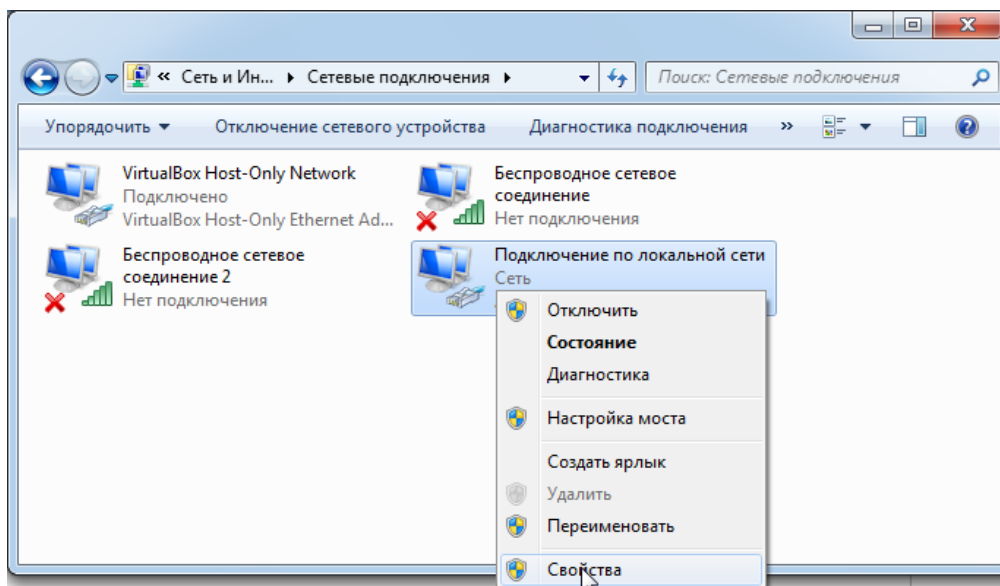 « Сеть и Ин... Сетевые подключения
Поиск: Сетевые подключения
Упорядочить Отключение сетевого устройства Диагностика подключения »
VirtualBox Host-Only Network
Подключено
VirtualBox Host-Only Ethernet Ad...
Беспроводное сетевое
соединение
Нет подключения
Беспроводное сетевое
соединение 2
Нет подключения
Подключение по локальной сети
Сеть
Отключить
Состояние
Диагностика
Настройка моста
Создать ярлык
Удалить
Переименовать
Свойства